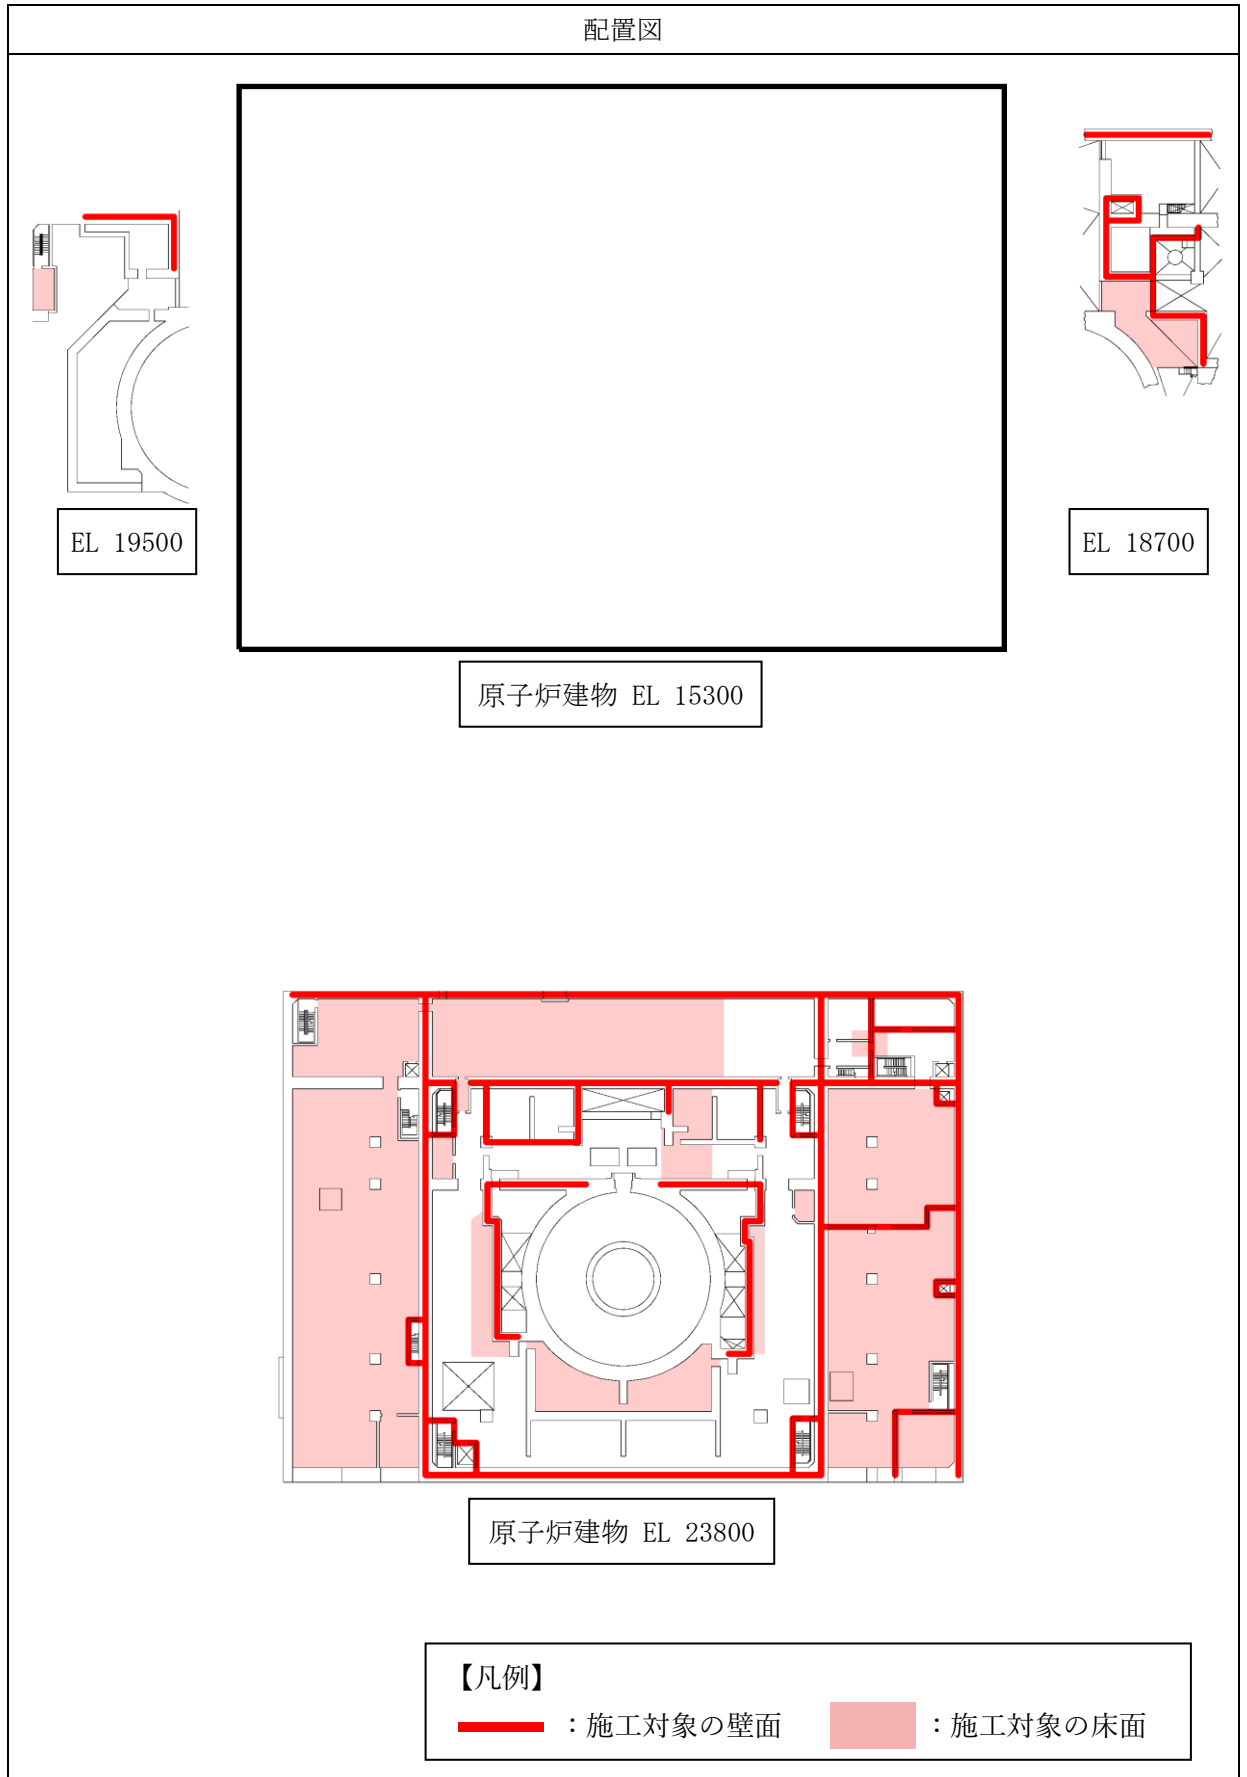 配置図
EL 19500
EL 18700
原子炉建物 EL 15300
原子炉建物 EL 23800
【凡例】
：施工対象の壁面
：施工対象の床面